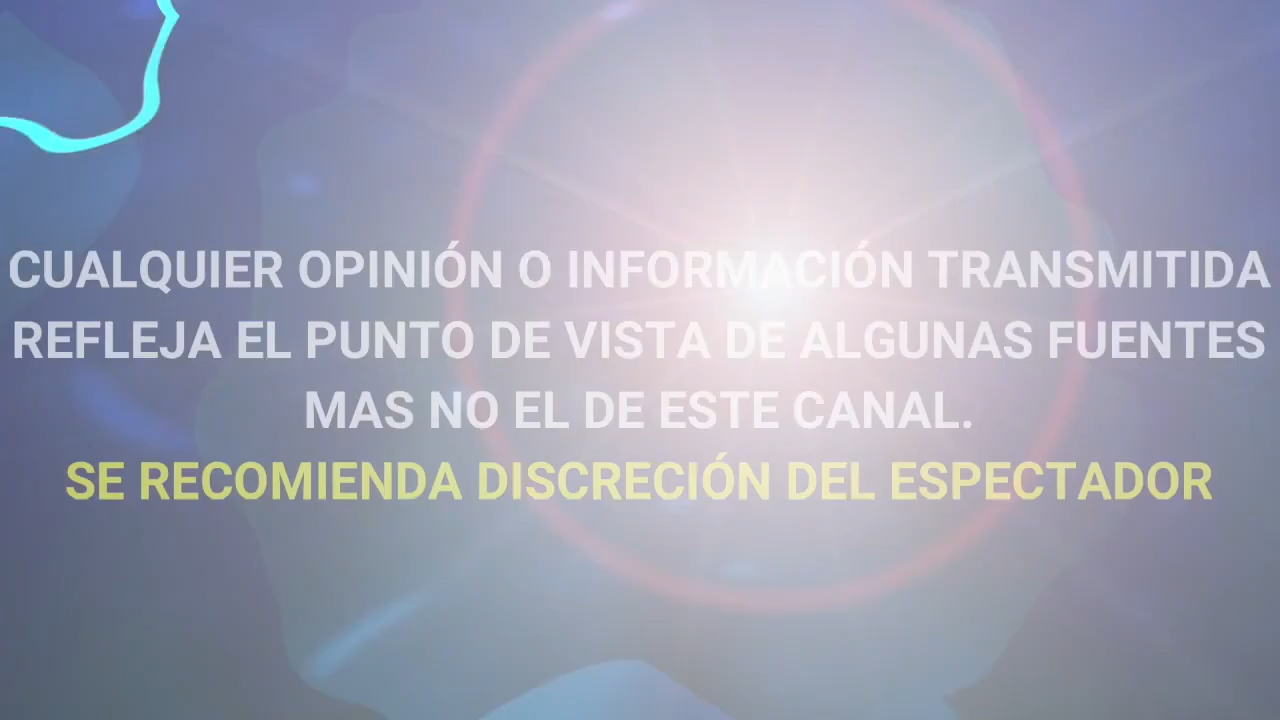 CUALQUIER OPINIÓN O INFORMACIÓN TRANSMITIDA
REFLEJA EL PUNTO DE VISTA DE ALGUNAS FUENTES
MAS NO EL DE ESTE CANAL.
SE RECOMIENDA DISCRECIÓN DEL ESPECTADOR